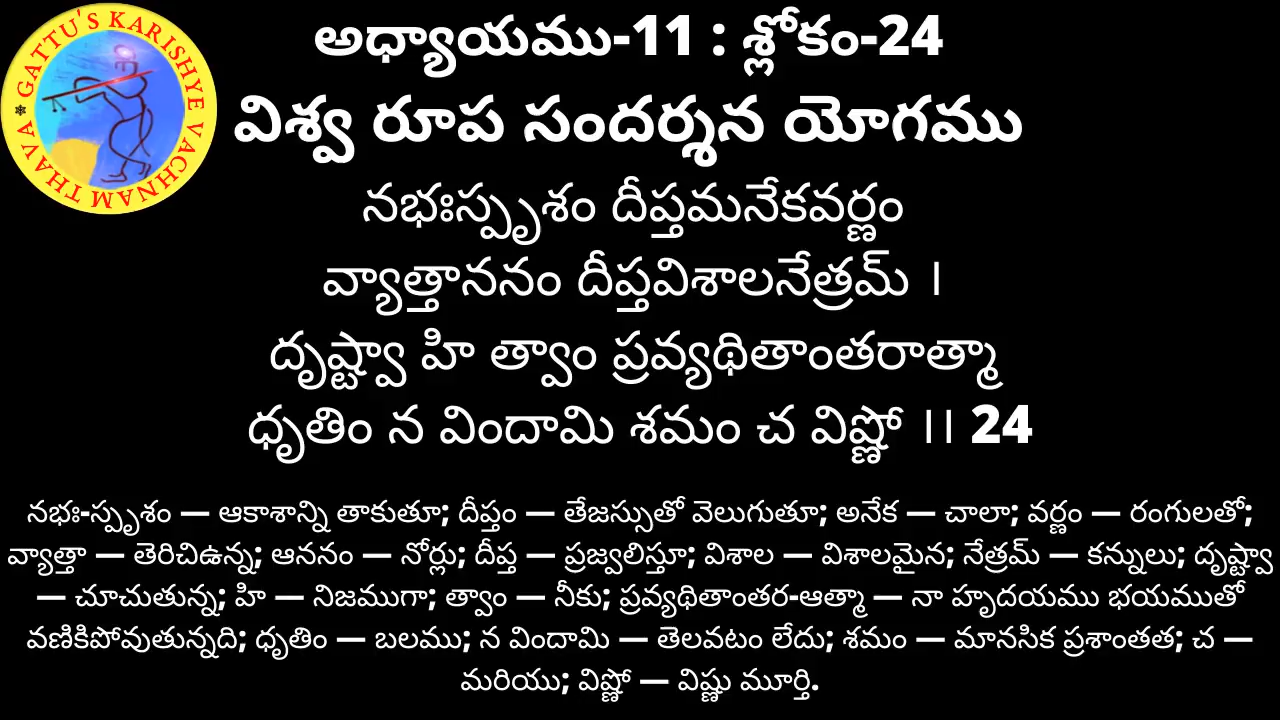 GATTU'S KARISHYE VACHNAM THAVA
అధ్యాయము-11 : శ్లోకం-24
విశ్వ రూప సందర్శన యోగము
నభఃస్పృశం దీప్తమనేకవర్ణం
వ్యాత్తాననం దీప్తవిశాలనేత్రమ్ ।
దృష్ట్వా హి త్వాం ప్రవ్యథితాంతరాత్మా
ధృతిం న విందామి శమం చ విష్ణో ।। 24
నభః-స్పృశం — ఆకాశాన్ని తాకుతూ; దీప్తం — తేజస్సుతో వెలుగుతూ; అనేక — చాలా; వర్ణం — రంగులతో;
వ్యాత్తా — తెరిచిఉన్న; ఆననం — నోర్లు; దీప్త — ప్రజ్వలిస్తూ; విశాల — విశాలమైన; నేత్రమ్ — కన్నులు; దృష్ట్వా
— చూచుతున్న; హి — నిజముగా; త్వాం — నీకు; ప్రవ్యథితాంతర-ఆత్మా — నా హృదయము భయముతో
వణికిపోవుతున్నది; ధృతిం — బలము; న విందామి — తెలవటం లేదు; శమం — మానసిక ప్రశాంతత; చ —
మరియు; విష్ణో — విష్ణు మూర్తి.